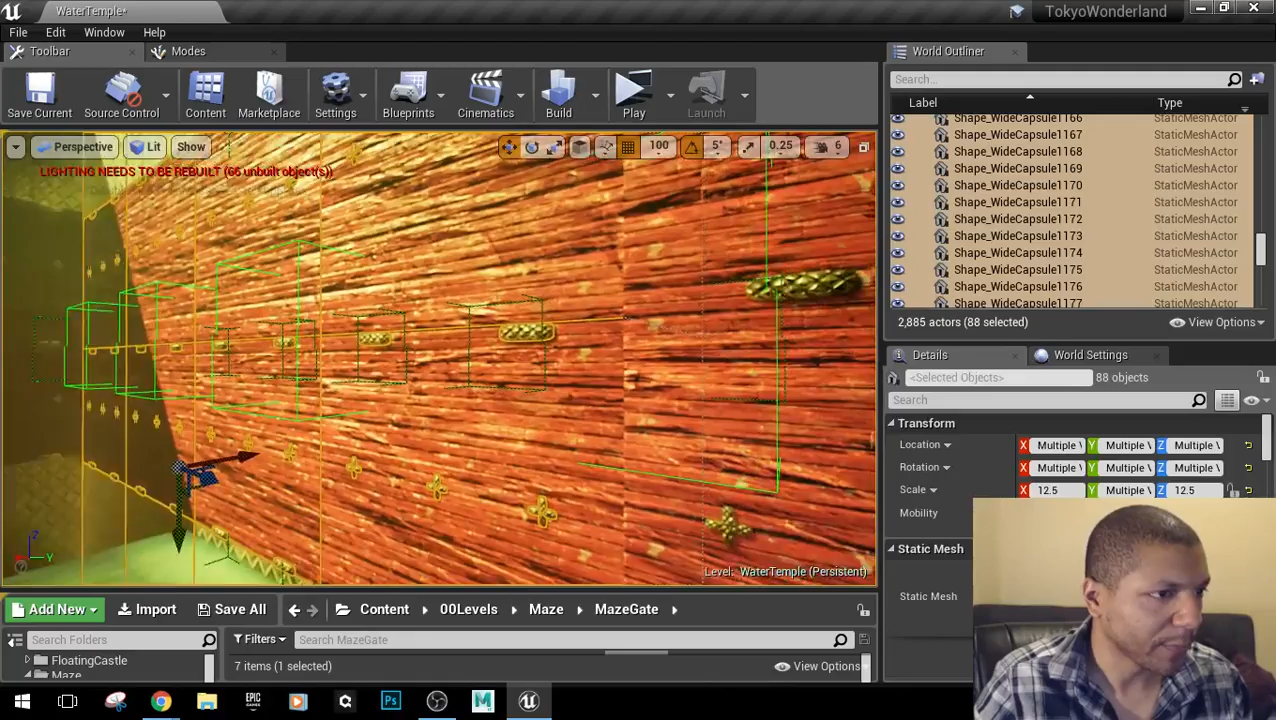 WaterTemple•
TokyoWonderland
File Edit Window Help
Toolbar
Modes
World Outliner
Save Current
Source Control
Content
Marketplace
Settings
Blueprints
Cinematics
Build
Play
Launch
Search...
Label
Type
Shape_WideCapsule1166 StaticMeshActor
Shape_WideCapsule1167 StaticMeshActor
Shape_WideCapsule1168 StaticMeshActor
Shape_WideCapsule1169 StaticMeshActor
Shape_WideCapsule1170 StaticMeshActor
Shape_WideCapsule1171 StaticMeshActor
Shape_WideCapsule1172 StaticMeshActor
Shape_WideCapsule1173 StaticMeshActor
Shape_WideCapsule1174 StaticMeshActor
Shape_WideCapsule1175 StaticMeshActor
Shape_WideCapsule1176 StaticMeshActor
Shape_WideCapsule1177 StaticMeshActor
2,885 actors (88 selected)
View Options
Perspective
Lit
Show
100
5°
0.25
6
LIGHTING NEEDS TO BE REBUILT (66 unbuilt object(s))
Z
Y
Level: WaterTemple (Persistent)
Details
World Settings
<Selected Objects>
88 objects
Search
Transform
Location X Multiple V Y Multiple V Z Multiple V
Rotation X Multiple V Y Multiple V Z Multiple V
Scale X 12.5 Y Multiple V Z 12.5
Mobility
Static Mesh
Static Mesh
Add New
Import
Save All
Content
00Levels
Maze
MazeGate
Search Folders
Filters
Search MazeGate
FloatingCastle
Maze
7 items (1 selected)
View Options
EPIC GAMES
Ps
M